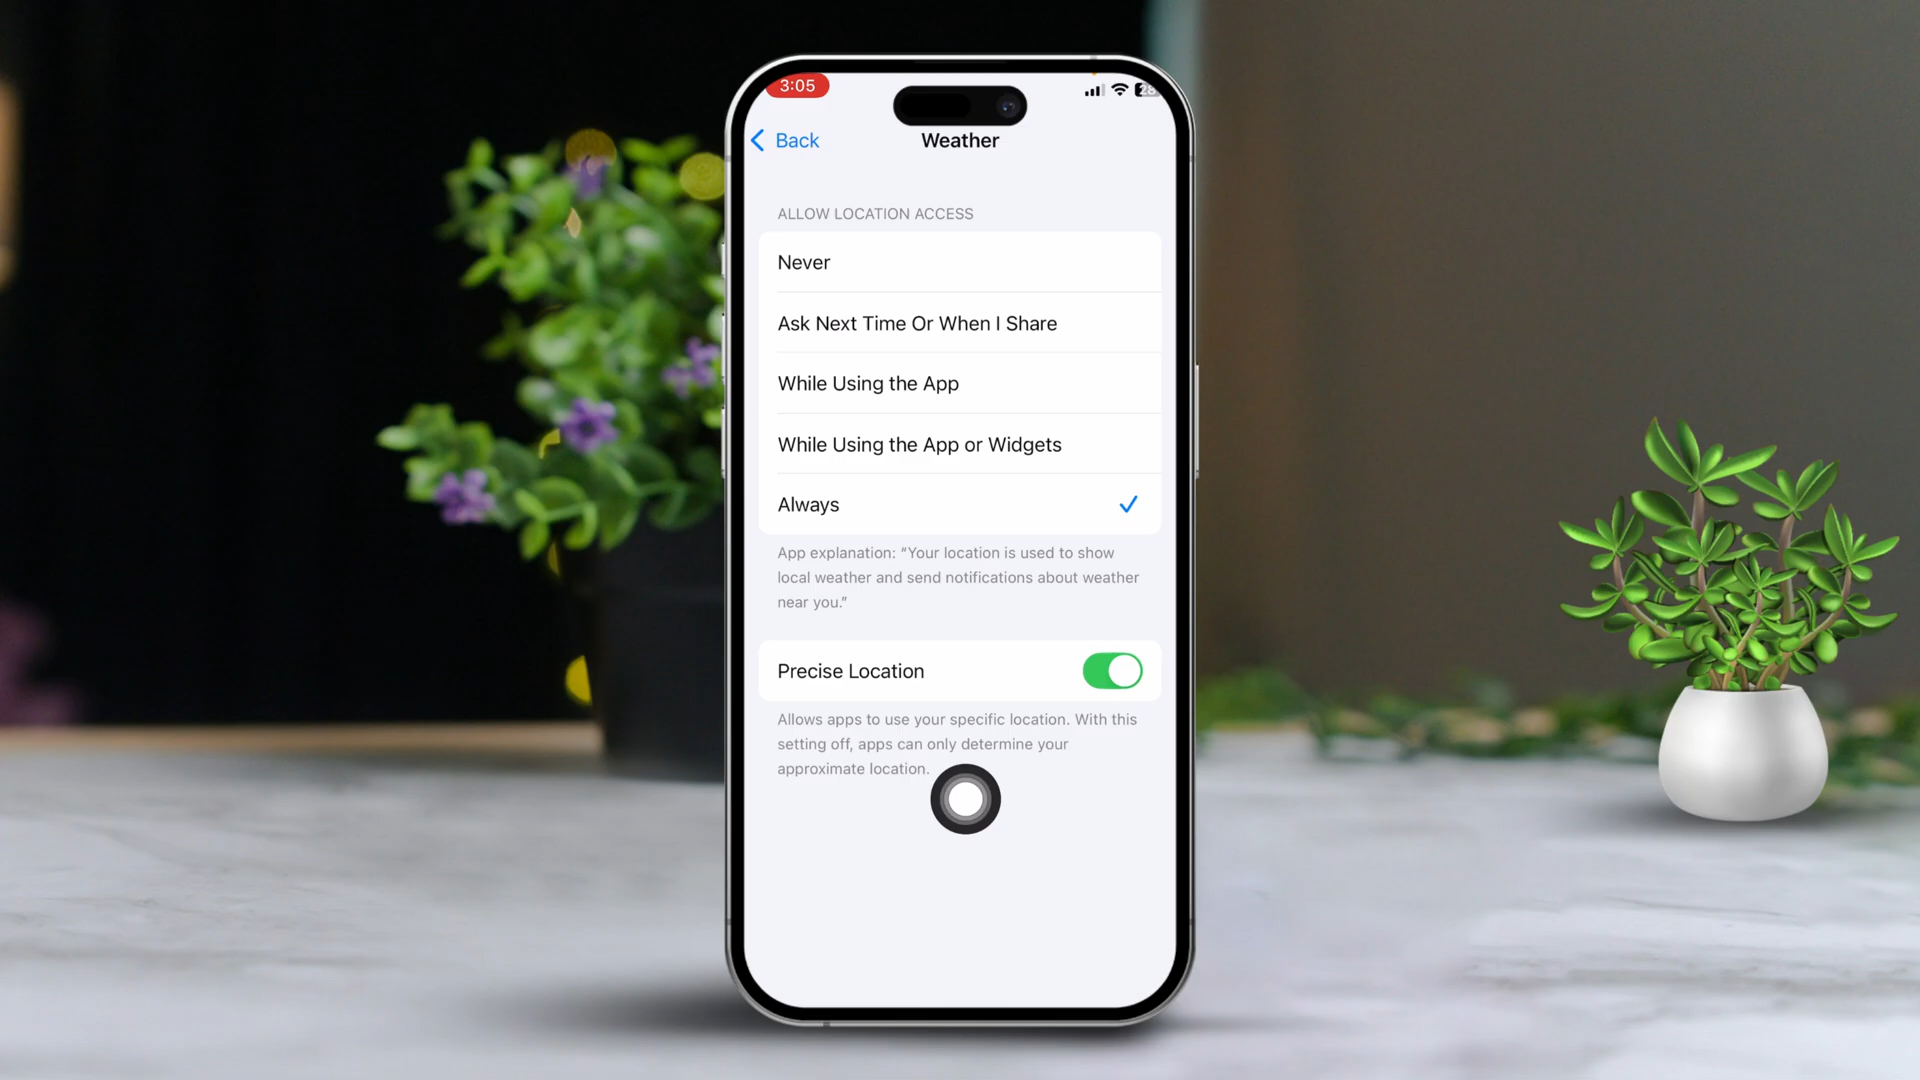 3:05
Back
Weather
ALLOW LOCATION ACCESS
Never
Ask Next Time Or When I Share
While Using the App
While Using the App or Widgets
Always
App explanation: “Your location is used to show
local weather and send notifications about weather
near you.”
Precise Location
Allows apps to use your specific location. With this
setting off, apps can only determine your
approximate location.